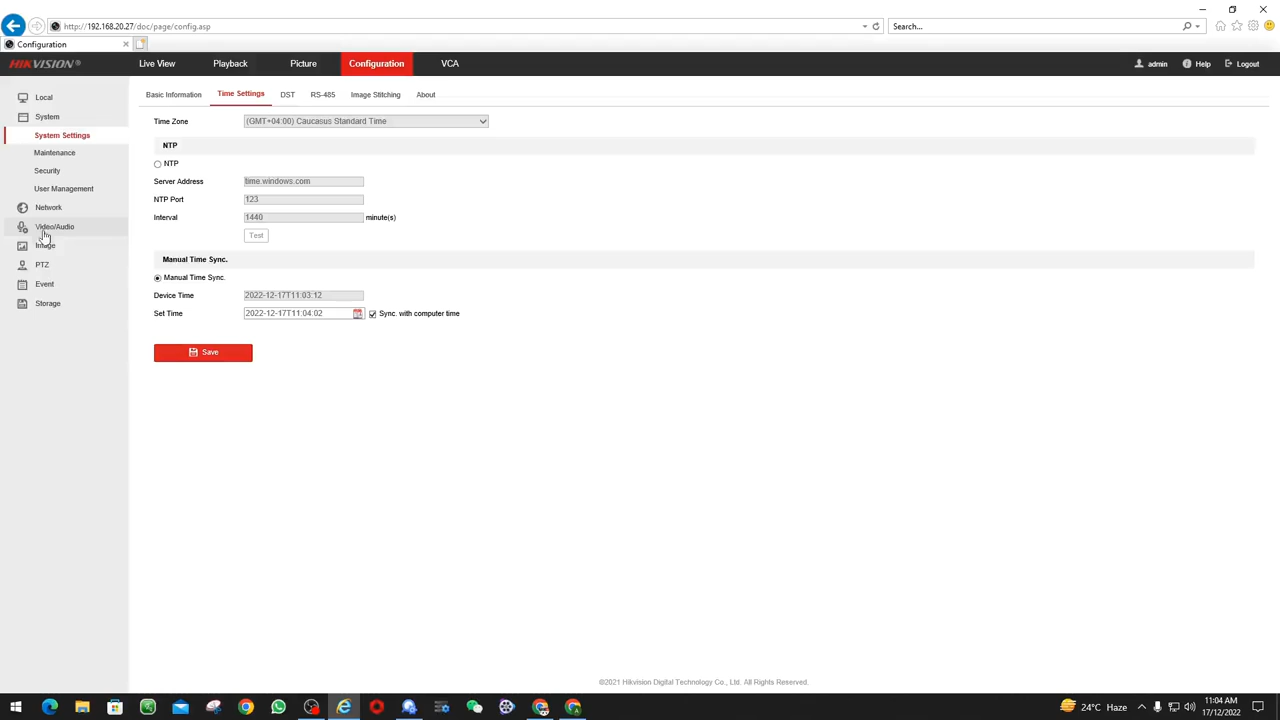 http://192.168.20.27/doc/page/config.asp
Search...
Configuration
HIKVISION®
Live View
Playback
Picture
Configuration
VCA
admin
Help
Logout
Local
System
System Settings
Maintenance
Security
User Management
Network
Video/Audio
Image
PTZ
Event
Storage
Basic Information
Time Settings
DST
RS-485
Image Stitching
About
Time Zone
(GMT+04:00) Caucasus Standard Time
NTP
NTP
Server Address
time.windows.com
NTP Port
123
Interval
1440
minute(s)
Test
Manual Time Sync.
Manual Time Sync.
Device Time
2022-12-17T11:03:12
Set Time
2022-12-17T11:04:02
Sync. with computer time
Save
©2021 Hikvision Digital Technology Co., Ltd. All Rights Reserved.
24°C Haze
11:04 AM
17/12/2022